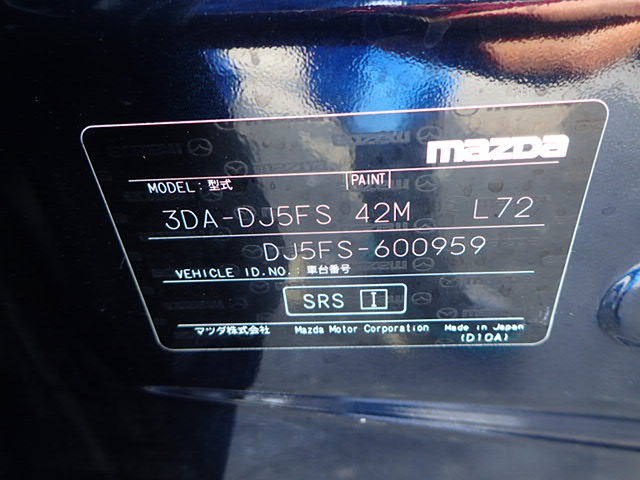 mazda
MODEL: 型式 PAINT
3DA-DJ5FS 42M L72
DJ5FS-600959
VEHICLE ID.NO.: 車台番号
SRS I
マツダ株式会社 Mazda Motor Corporation Made in Japan
(D10A)